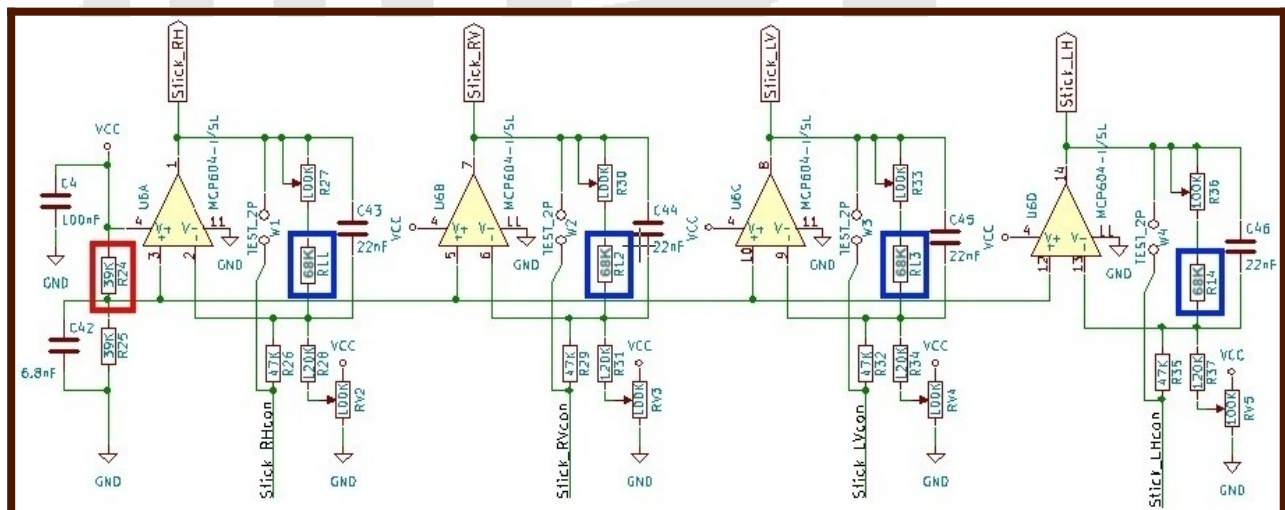 Stick_RH
VCC
C4
100nF
GND
4
U6A
1
MCP604-I/SL
V+
V-
11
GND
3
2
39K
R24
C42
6.8nF
39K
R25
GND
TEST_2P
W1
100K
R27
68K
R11
C43
22nF
47K
R26
120K
R28
VCC
100K
RV2
GND
Stick_RHcon
Stick_RV
VCC
4
U6B
7
MCP604-I/SL
V+
V-
11
GND
5
6
TEST_2P
W2
100K
R30
68K
R12
C44
22nF
47K
R29
120K
R31
VCC
100K
RV3
GND
Stick_RVcon
Stick_LV
VCC
4
U6C
8
MCP604-I/SL
V+
V-
11
GND
10
9
TEST_2P
W3
100K
R33
68K
R13
C45
22nF
47K
R32
120K
R34
VCC
100K
RV4
GND
Stick_LVcon
Stick_LH
VCC
4
U6D
14
MCP604-I/SL
V+
V-
11
GND
12
13
TEST_2P
W4
100K
R36
68K
R14
C46
22nF
47K
R35
120K
R37
VCC
100K
RV5
GND
Stick_LHcon